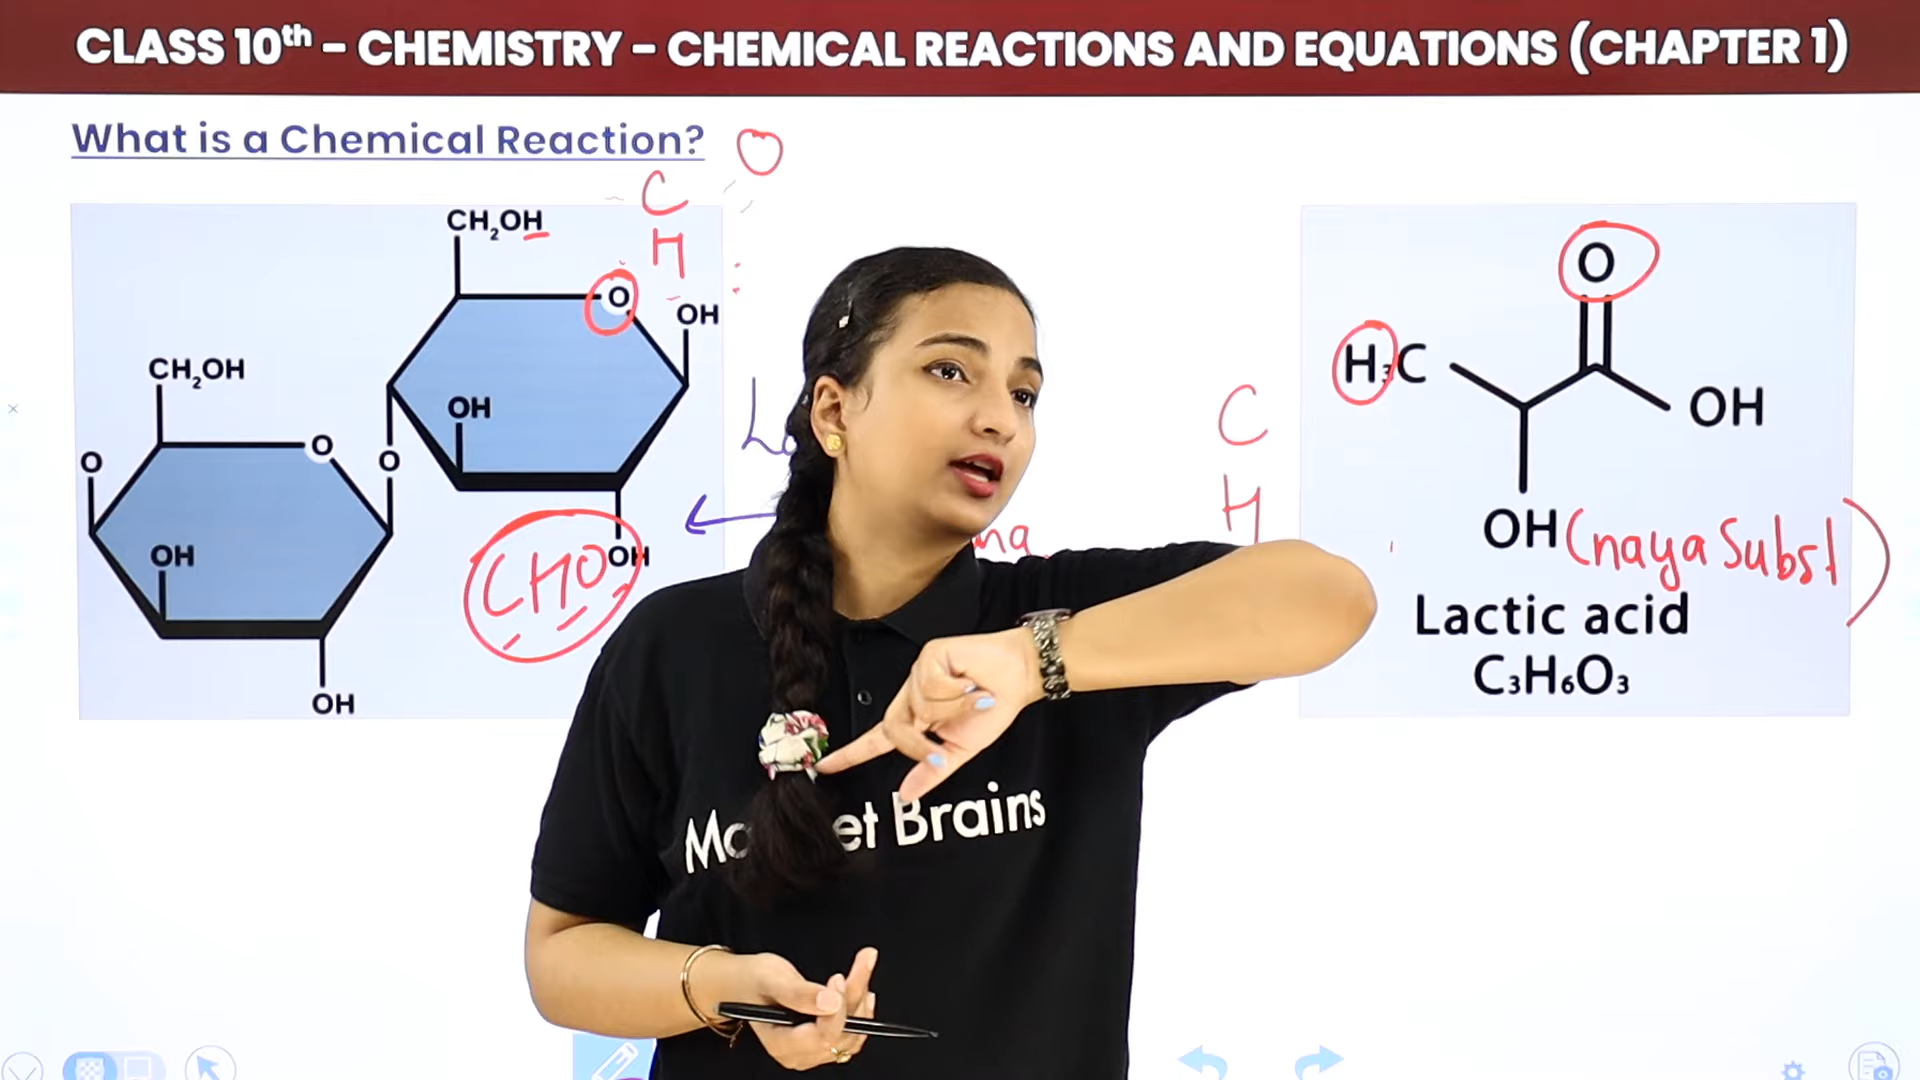 CLASS 10th - CHEMISTRY - CHEMICAL REACTIONS AND EQUATIONS (CHAPTER 1)
What is a Chemical Reaction?
O
C
H
CH2OH
O
OH
CH2OH
OH
O
O
O
OH
OH
CHO
OH
C
H
O
H3C
OH
OH
(naya Subst)
Lactic acid
C3H6O3
Brains